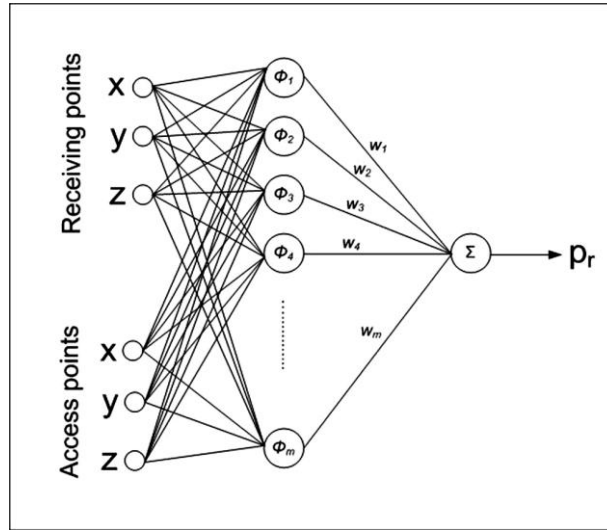 Receiving points
x
y
z
Access points
x
y
z
Φ1
Φ2
Φ3
Φ4
Φm
w1
w2
w3
w4
wm
Σ
pr